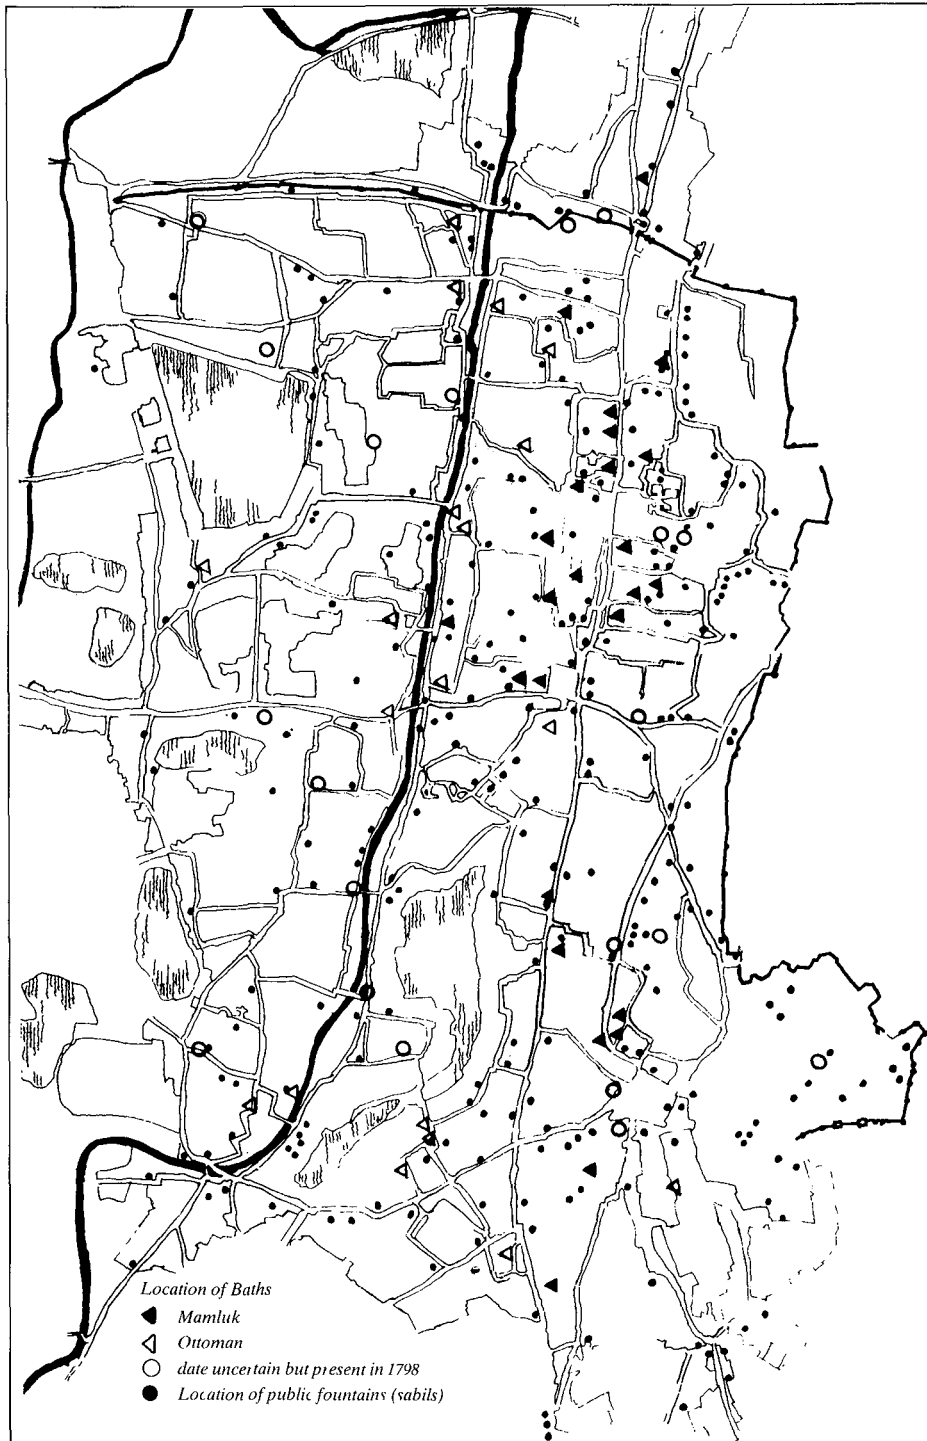 Location of Baths
Mamluk
Ottoman
date uncertain but present in 1798
Location of public fountains (sabils)